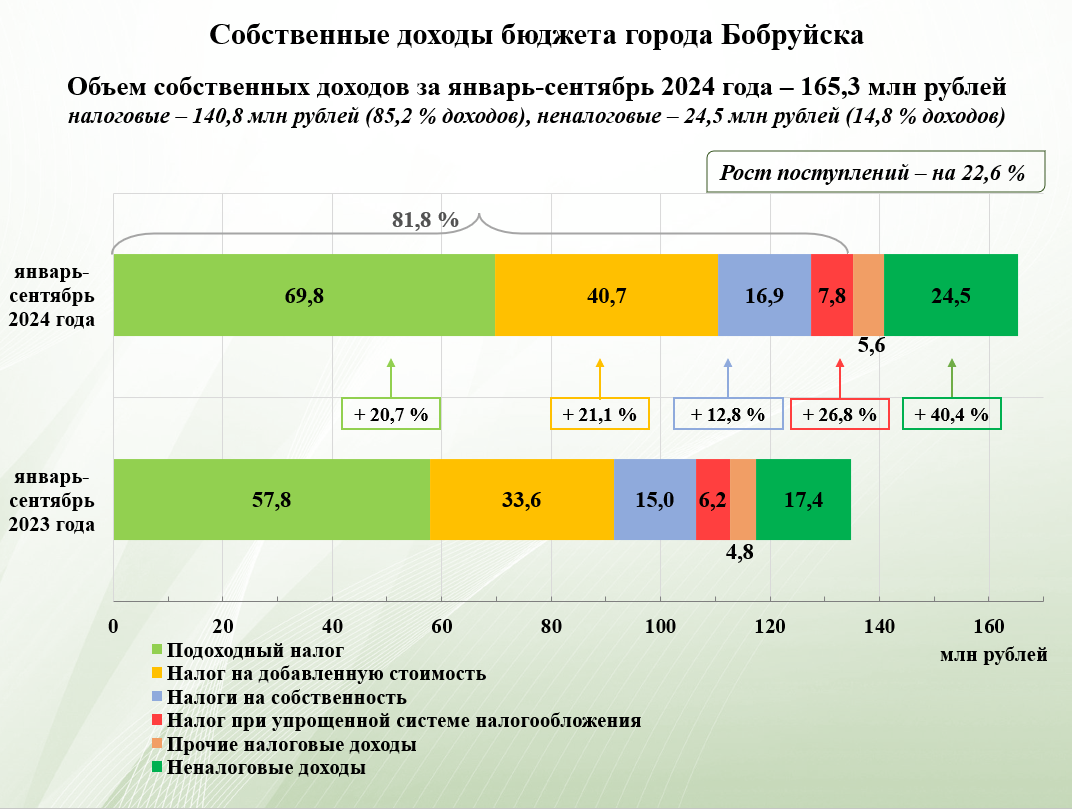 Собственные доходы бюджета города Бобруйска
Объем собственных доходов за январь-сентябрь 2024 года – 165,3 млн рублей
налоговые – 140,8 млн рублей (85,2 % доходов), неналоговые – 24,5 млн рублей (14,8 % доходов)
Рост поступлений – на 22,6 %
81,8 %
январь-
сентябрь
2024 года
69,8 40,7 16,9 7,8 24,5
5,6
+ 20,7 % + 21,1 % + 12,8 % + 26,8 % + 40,4 %
январь-
сентябрь
2023 года
57,8 33,6 15,0 6,2 17,4
4,8
0 20 40 60 80 100 120 140 160
млн рублей
Подоходный налог
Налог на добавленную стоимость
Налоги на собственность
Налог при упрощенной системе налогообложения
Прочие налоговые доходы
Неналоговые доходы